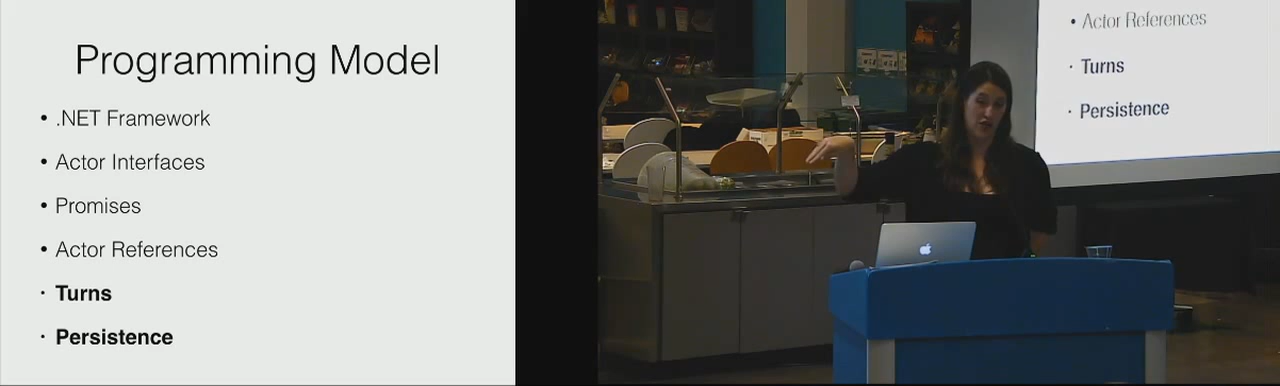 Programming Model
• .NET Framework
• Actor Interfaces
• Promises
• Actor References
· Turns
· Persistence
• Actor References
· Turns
· Persistence